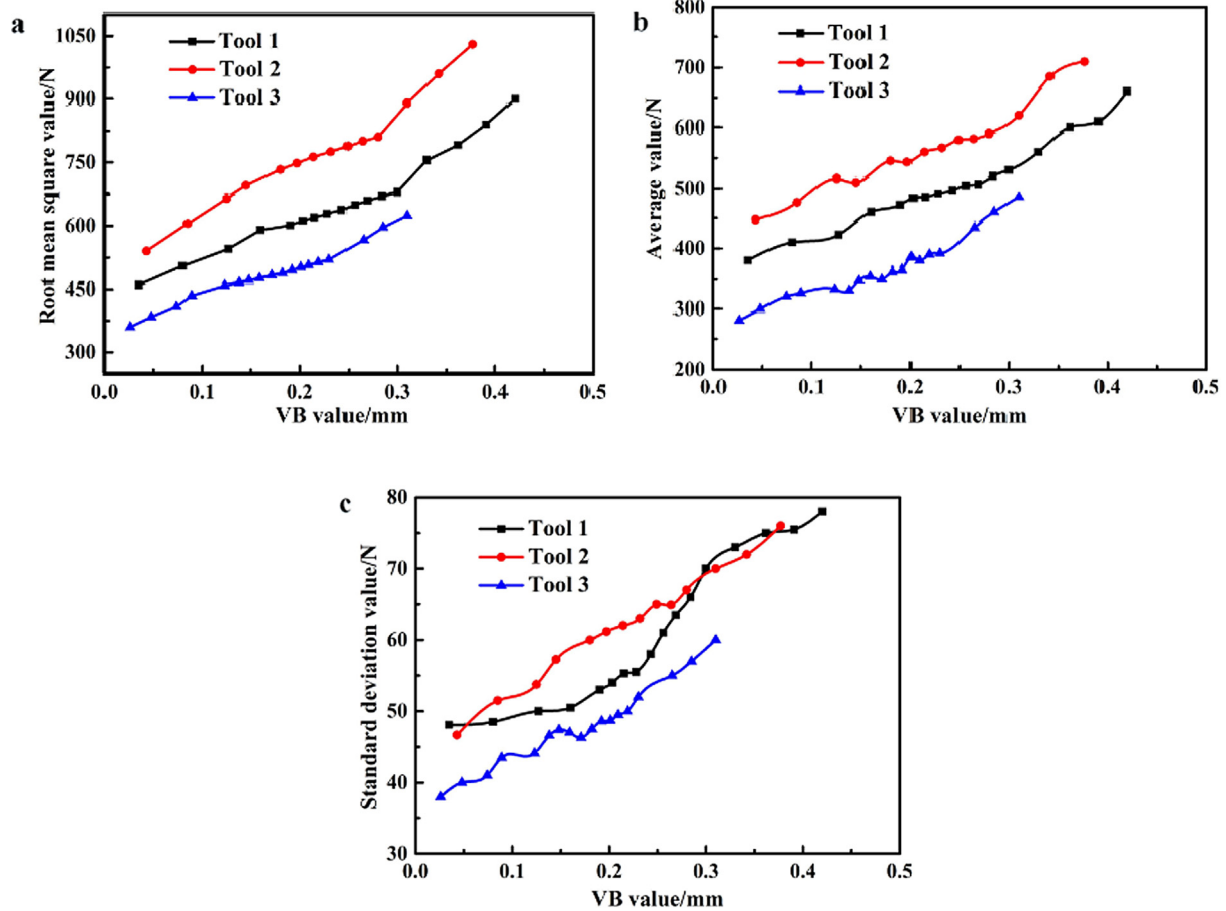 a
1050
900
750
600
450
300
Root mean square value/N
Tool 1
Tool 2
Tool 3
0.0 0.1 0.2 0.3 0.4 0.5
VB value/mm
b
800
700
600
500
400
300
200
Average value/N
Tool 1
Tool 2
Tool 3
0.0 0.1 0.2 0.3 0.4 0.5
VB value/mm
c
80
70
60
50
40
30
Standard deviation value/N
Tool 1
Tool 2
Tool 3
0.0 0.1 0.2 0.3 0.4 0.5
VB value/mm